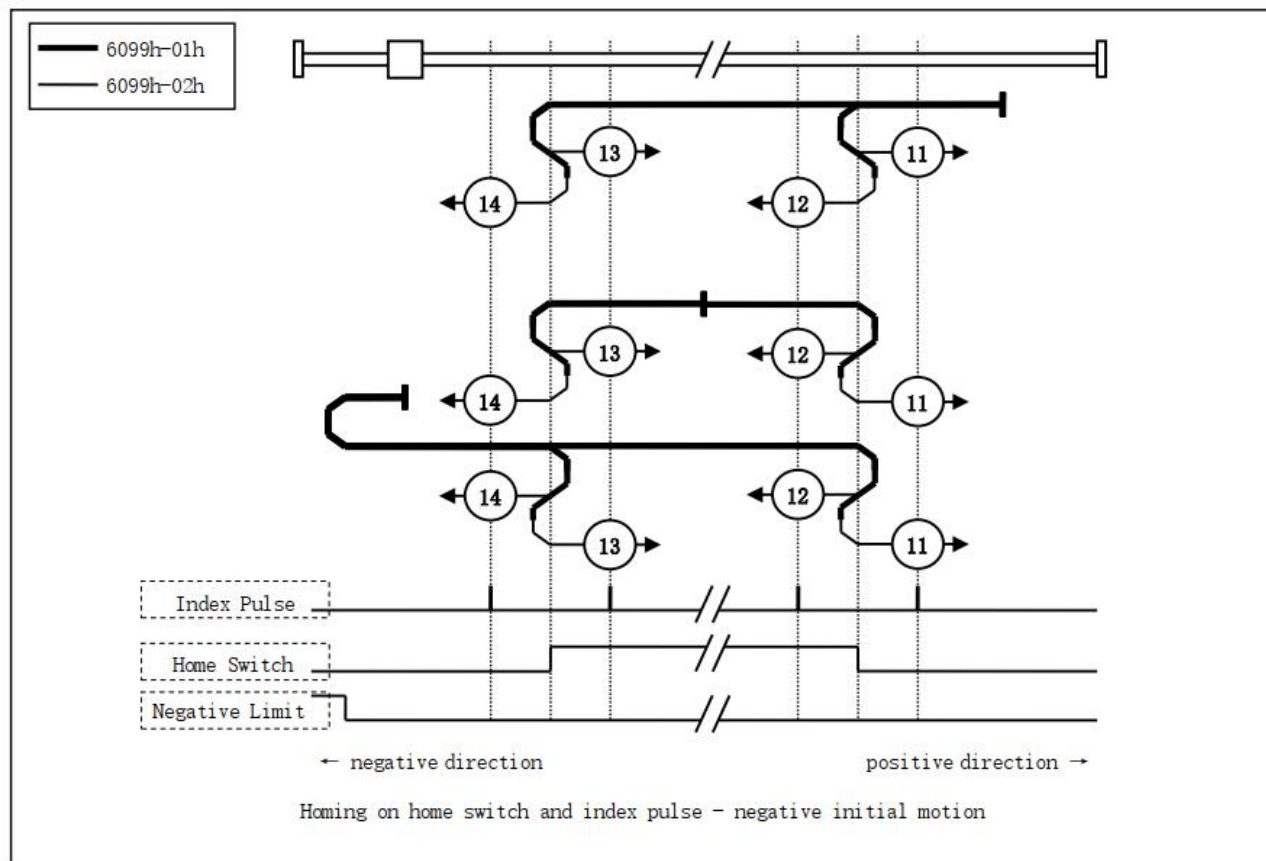 6099h-01h
6099h-02h
13
11
14
12
13
12
14
11
14
12
13
11
Index Pulse
Home Switch
Negative Limit
← negative direction
positive direction →
Homing on home switch and index pulse - negative initial motion